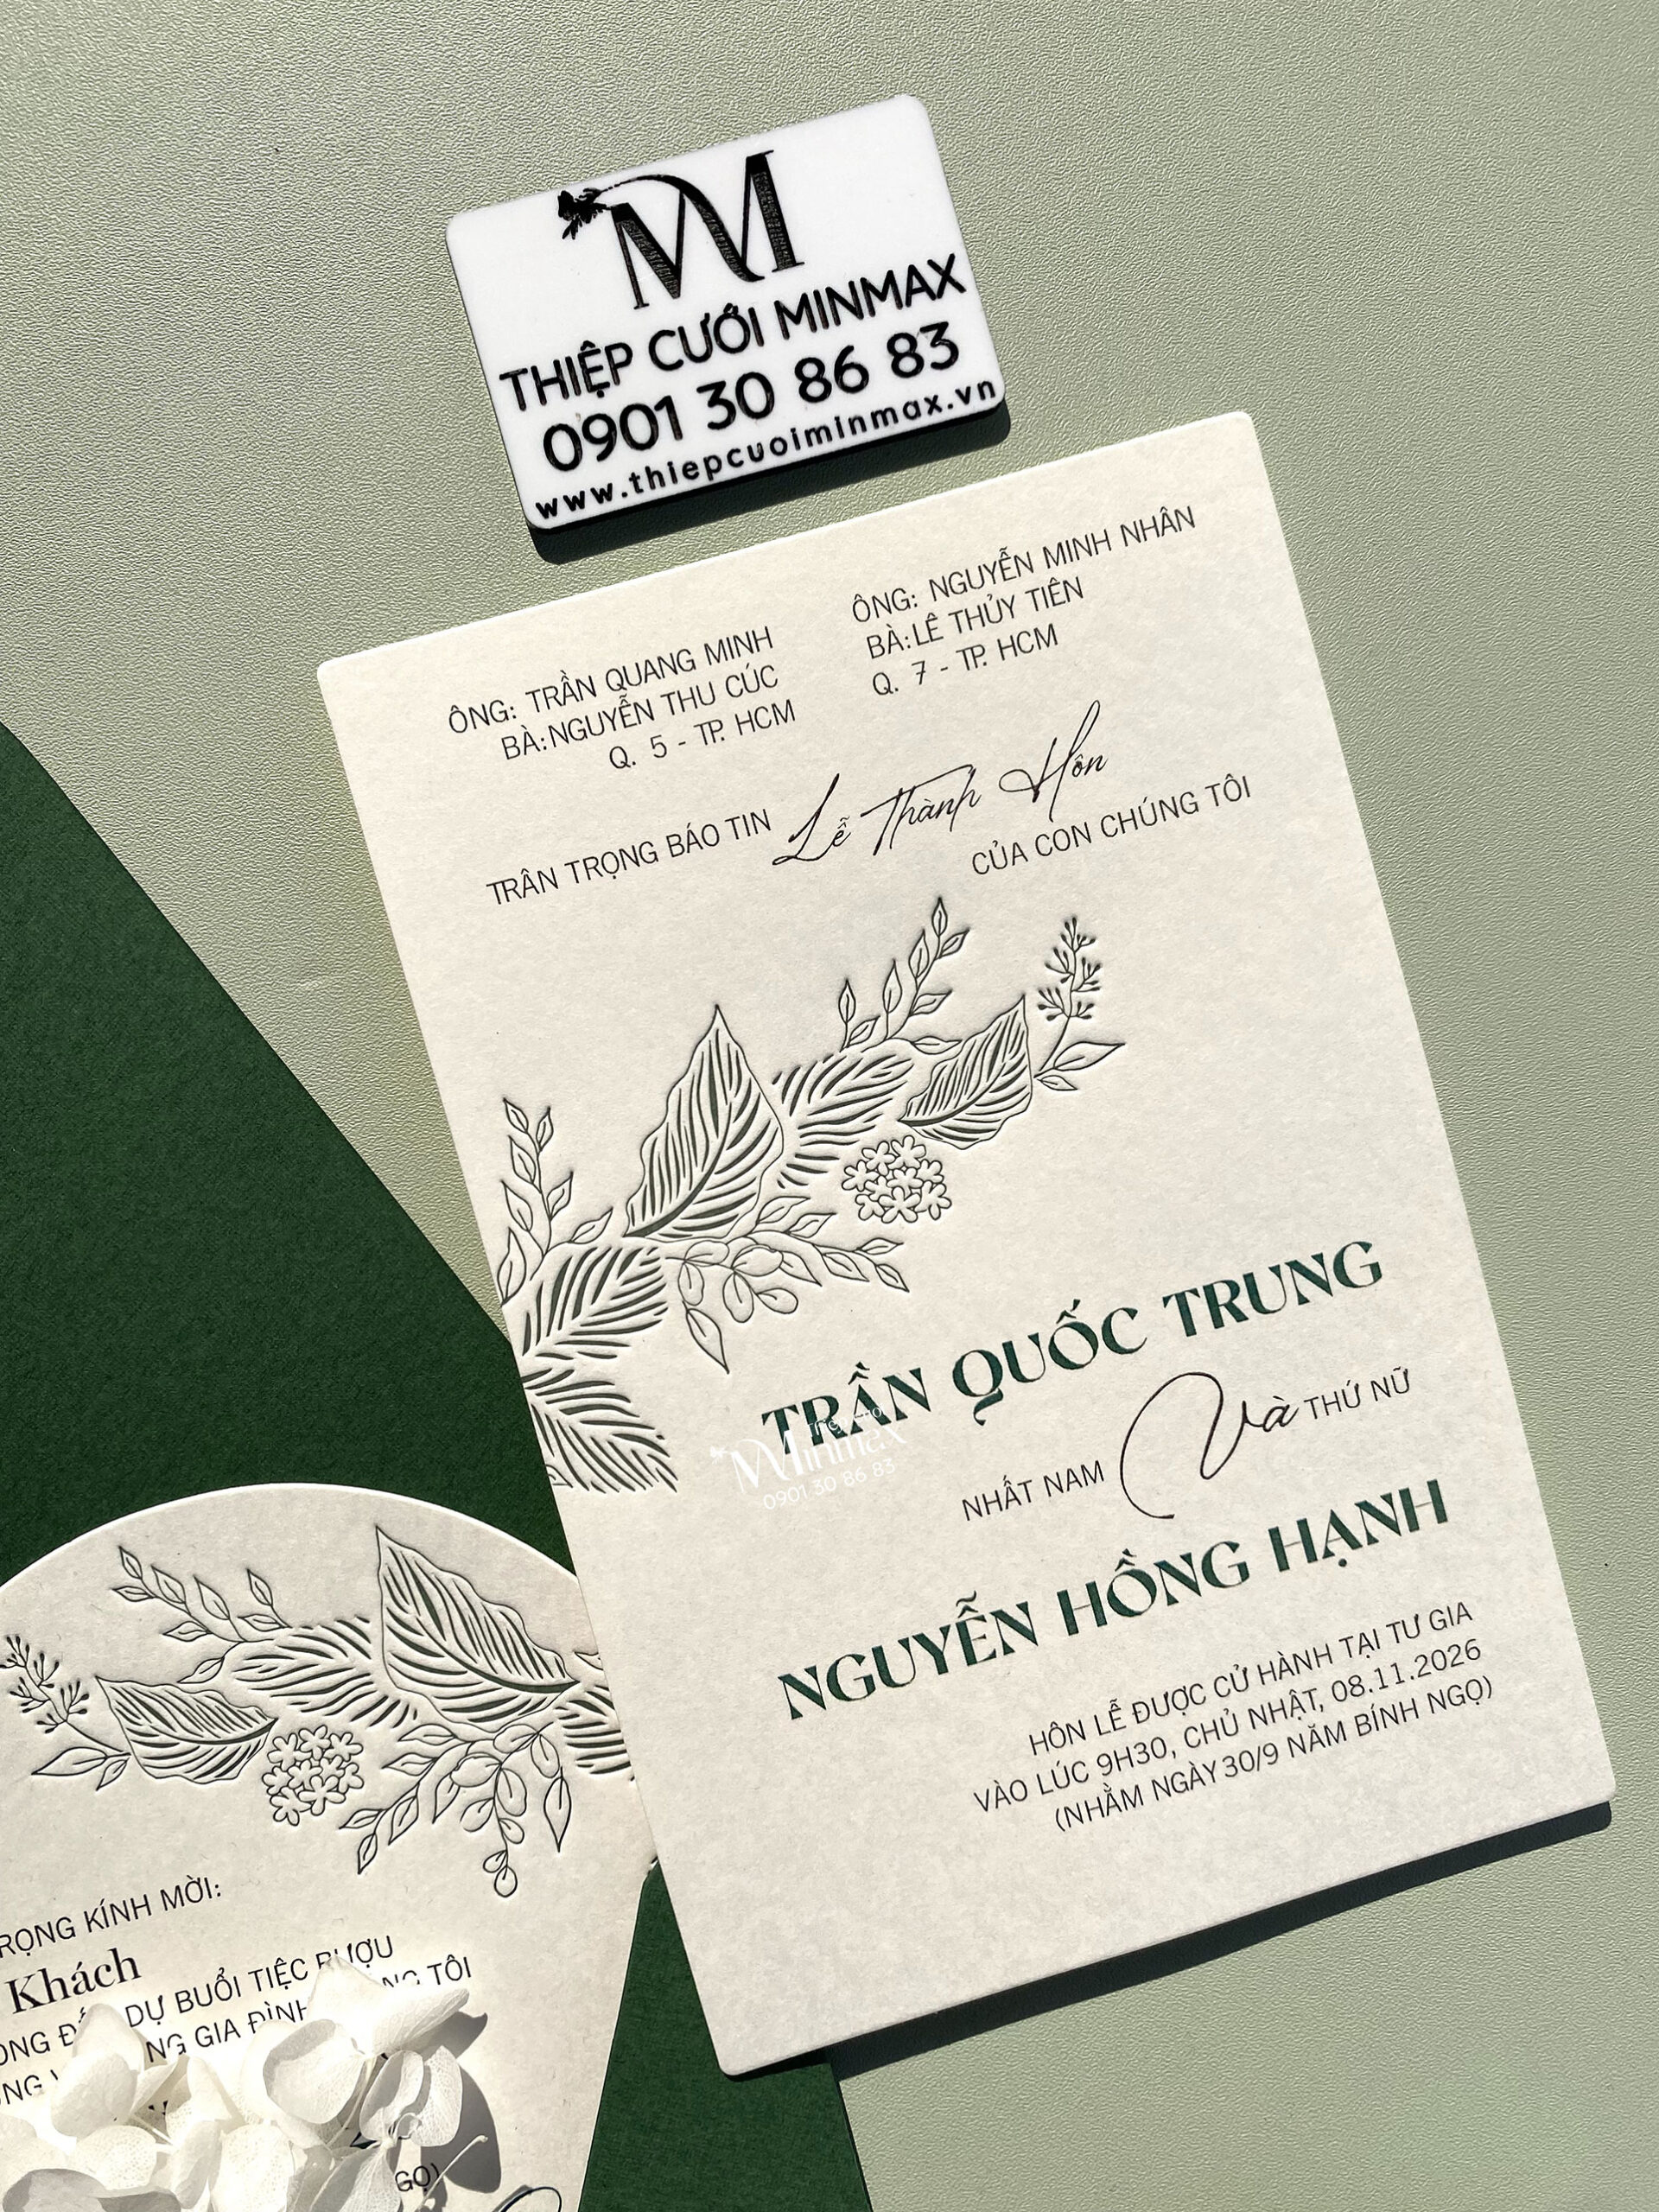 THIỆP CƯỚI MINMAX
0901 30 86 83
www.thiepcuoiminmax.vn
ÔNG: TRẦN QUANG MINH
BÀ:NGUYỄN THU CÚC
Q. 5 - TP. HCM
ÔNG: NGUYỄN MINH NHÂN
BÀ:LÊ THỦY TIÊN
Q. 7 - TP. HCM
TRÂN TRỌNG BÁO TIN Lễ Thành Hôn
CỦA CON CHÚNG TÔI
TRẦN QUỐC TRUNG
NHẤT NAM Và THỨ NỮ
NGUYỄN HỒNG HẠNH
HÔN LỄ ĐƯỢC CỬ HÀNH TẠI TƯ GIA
VÀO LÚC 9H30, CHỦ NHẬT, 08.11.2026
(NHẰM NGÀY 30/9 NĂM BÍNH NGỌ)
Minmax
0901 30 86 83
KÍNH MỜI:
Khách
DỰ BUỔI TIỆC RƯỢU
GIA ĐÌNH TÔI